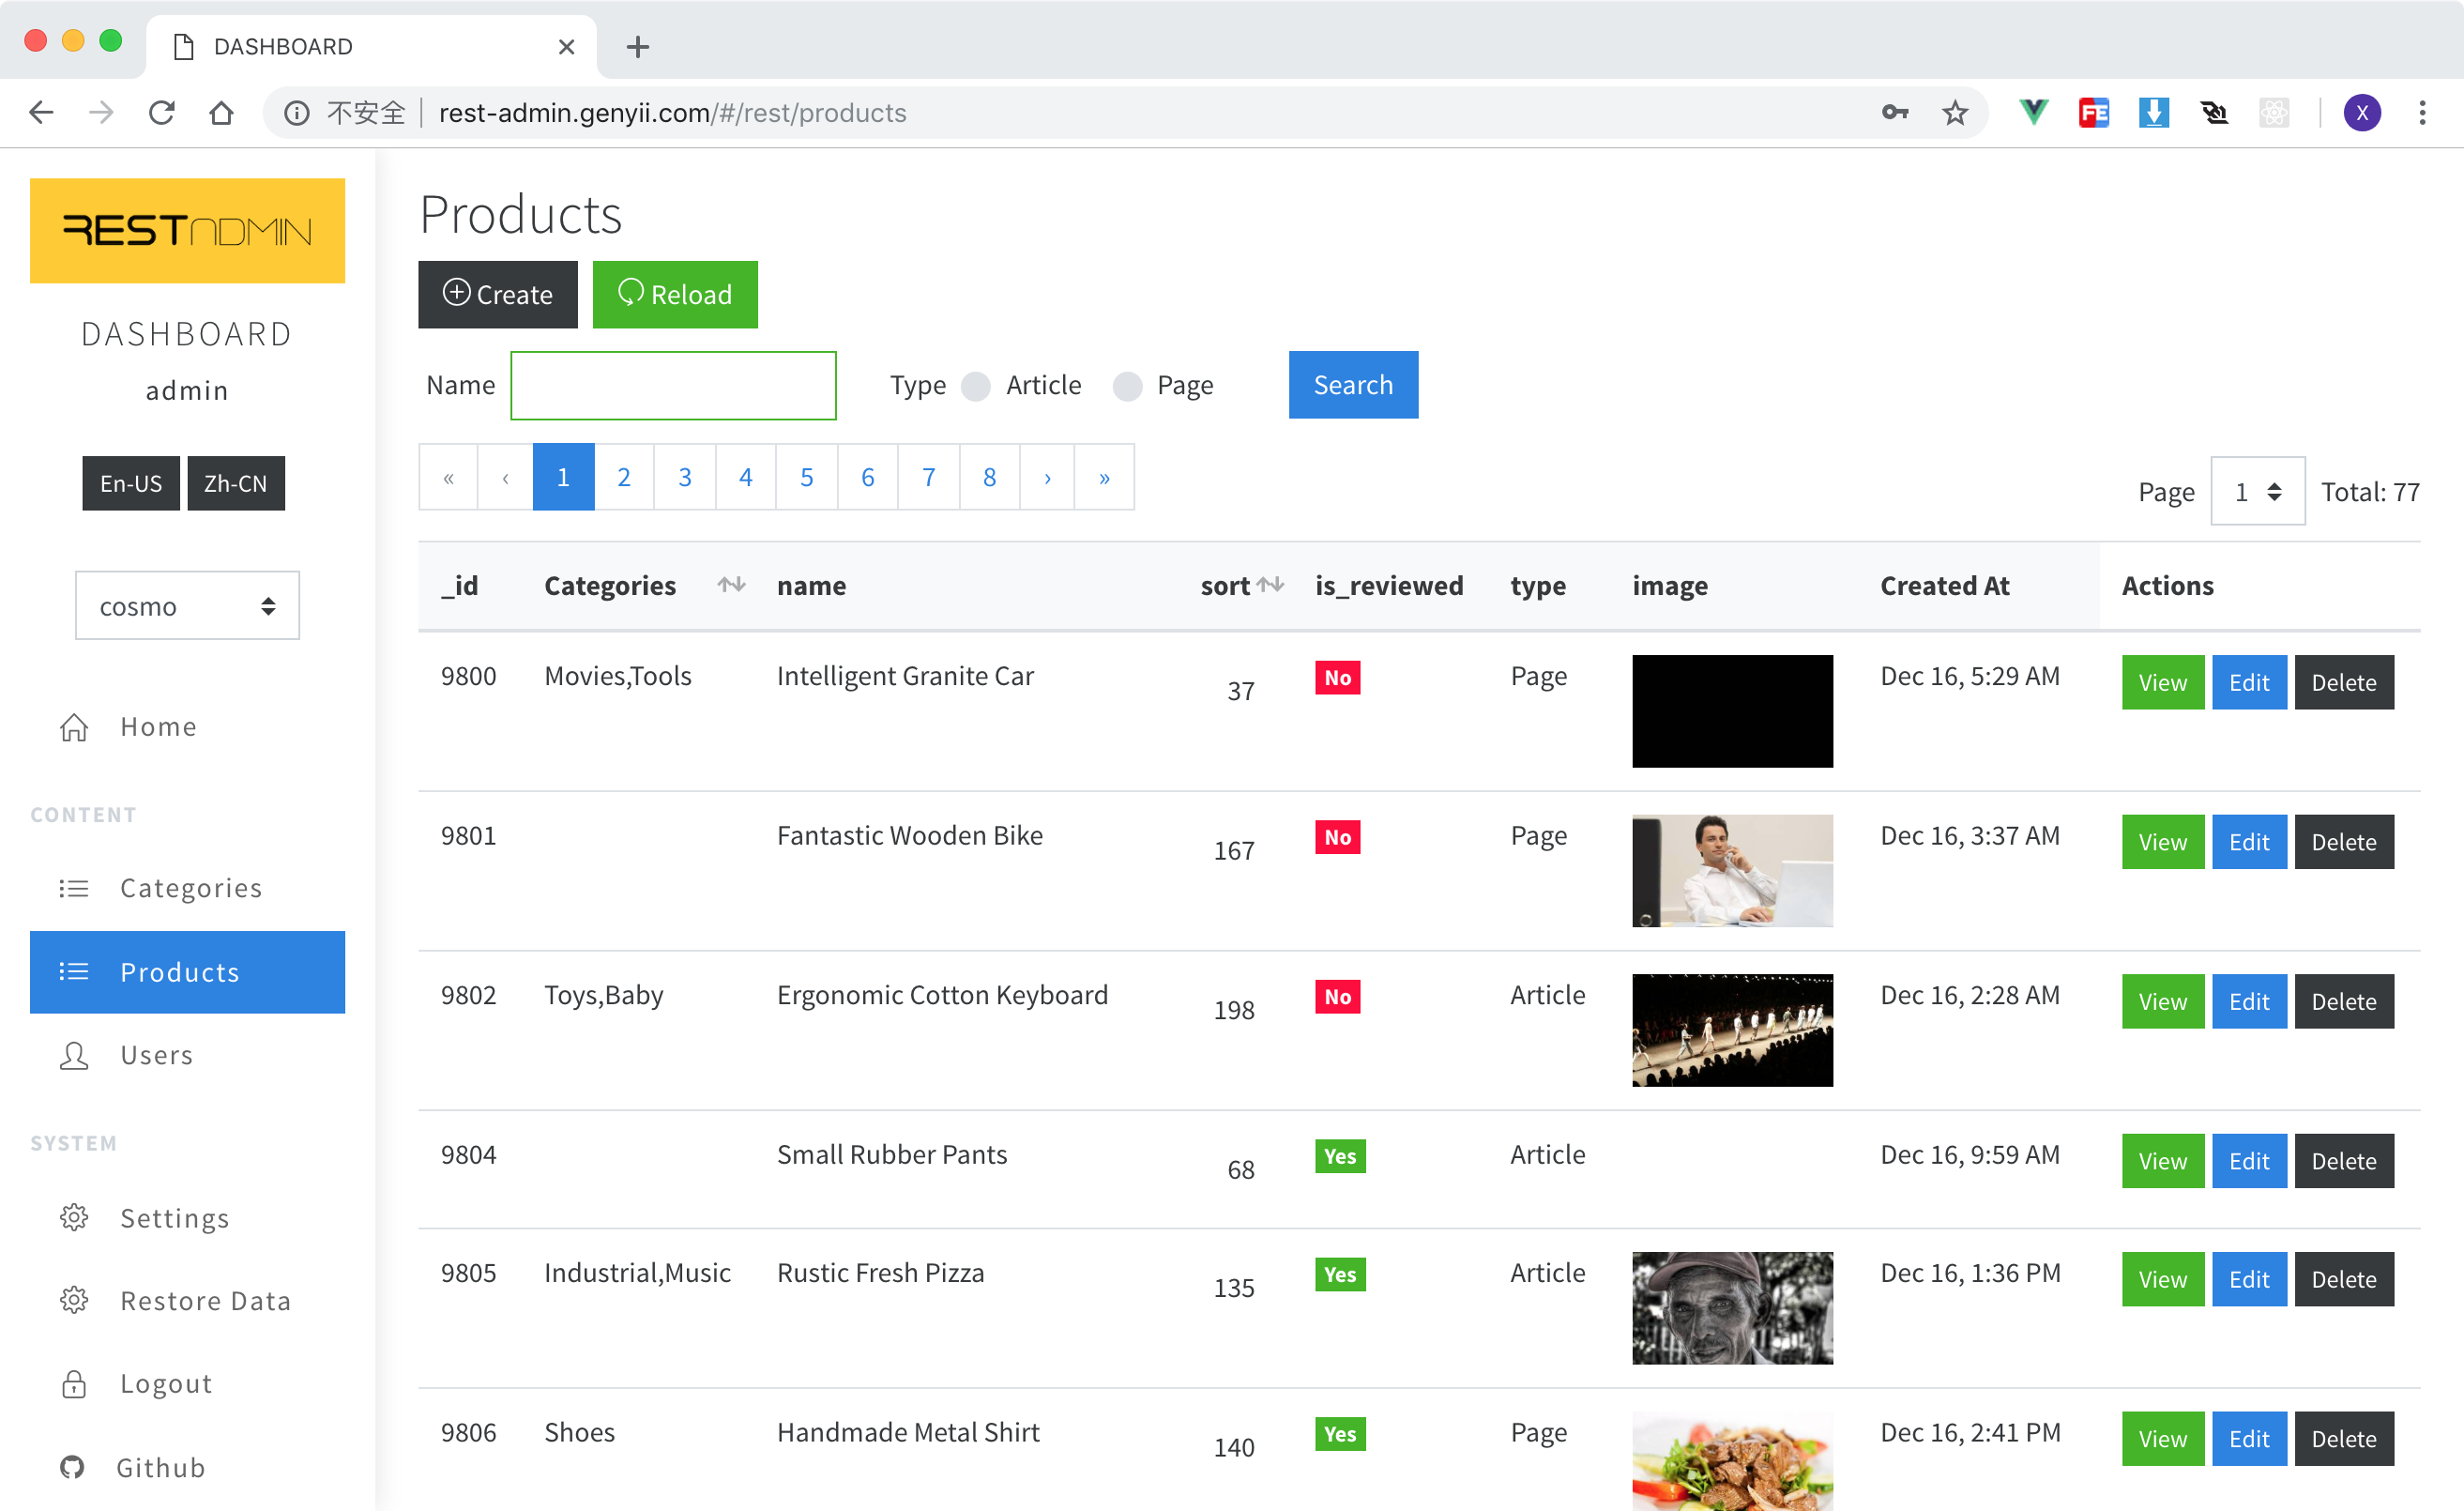 DASHBOARD
不安全 rest-admin.genyii.com/#/rest/products
FE
X
RESTADMIN
DASHBOARD
admin
En-US Zh-CN
cosmo
Home
CONTENT
Categories
Products
Users
SYSTEM
Settings
Restore Data
Logout
Github
Products
Create Reload
Name Type Article Page Search
« ‹ 1 2 3 4 5 6 7 8 › »
Page 1 Total: 77
_id Categories name sort is_reviewed type image Created At Actions
9800 Movies,Tools Intelligent Granite Car 37 No Page Dec 16, 5:29 AM View Edit Delete
9801 Fantastic Wooden Bike 167 No Page Dec 16, 3:37 AM View Edit Delete
9802 Toys,Baby Ergonomic Cotton Keyboard 198 No Article Dec 16, 2:28 AM View Edit Delete
9804 Small Rubber Pants 68 Yes Article Dec 16, 9:59 AM View Edit Delete
9805 Industrial,Music Rustic Fresh Pizza 135 Yes Article Dec 16, 1:36 PM View Edit Delete
9806 Shoes Handmade Metal Shirt 140 Yes Page Dec 16, 2:41 PM View Edit Delete